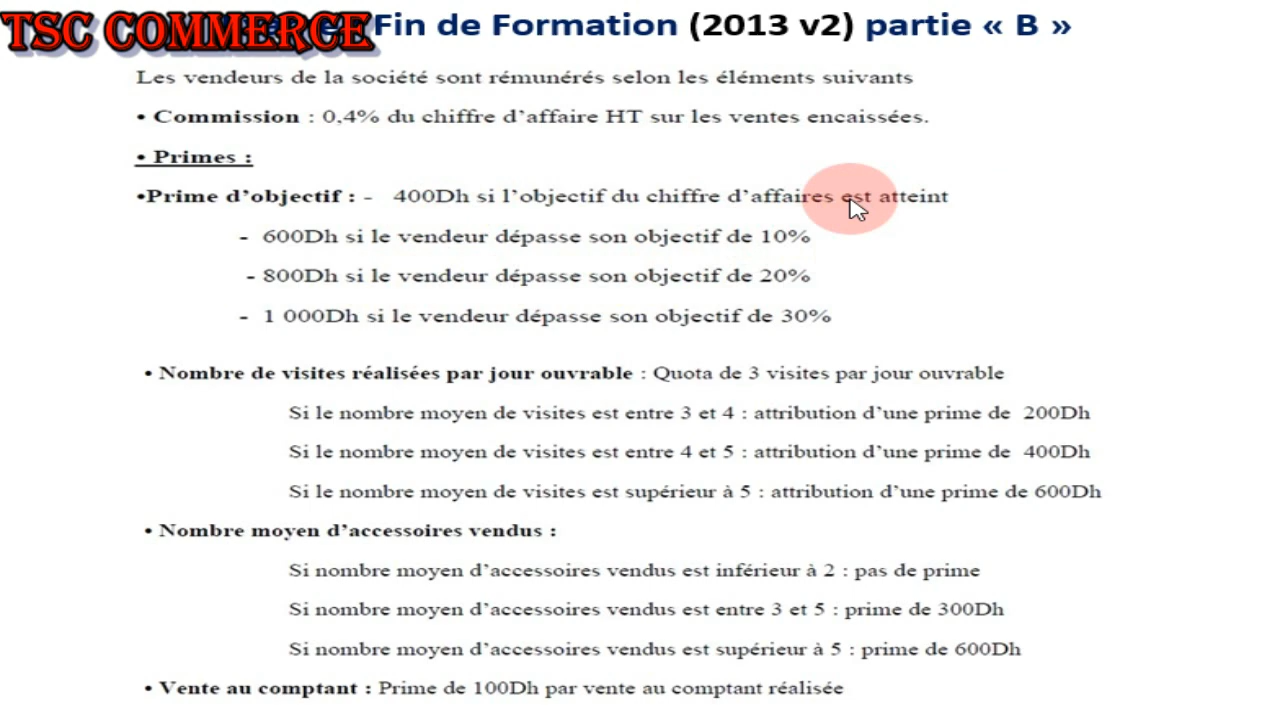 TSC COMMERCE Fin de Formation (2013 v2) partie « B »
Les vendeurs de la société sont rémunérés selon les éléments suivants
• Commission : 0,4% du chiffre d’affaire HT sur les ventes encaissées.
• Primes :
•Prime d’objectif : - 400Dh si l’objectif du chiffre d’affaires est atteint
- 600Dh si le vendeur dépasse son objectif de 10%
- 800Dh si le vendeur dépasse son objectif de 20%
- 1 000Dh si le vendeur dépasse son objectif de 30%
• Nombre de visites réalisées par jour ouvrable : Quota de 3 visites par jour ouvrable
Si le nombre moyen de visites est entre 3 et 4 : attribution d’une prime de 200Dh
Si le nombre moyen de visites est entre 4 et 5 : attribution d’une prime de 400Dh
Si le nombre moyen de visites est supérieur à 5 : attribution d’une prime de 600Dh
• Nombre moyen d’accessoires vendus :
Si nombre moyen d’accessoires vendus est inférieur à 2 : pas de prime
Si nombre moyen d’accessoires vendus est entre 3 et 5 : prime de 300Dh
Si nombre moyen d’accessoires vendus est supérieur à 5 : prime de 600Dh
• Vente au comptant : Prime de 100Dh par vente au comptant réalisée